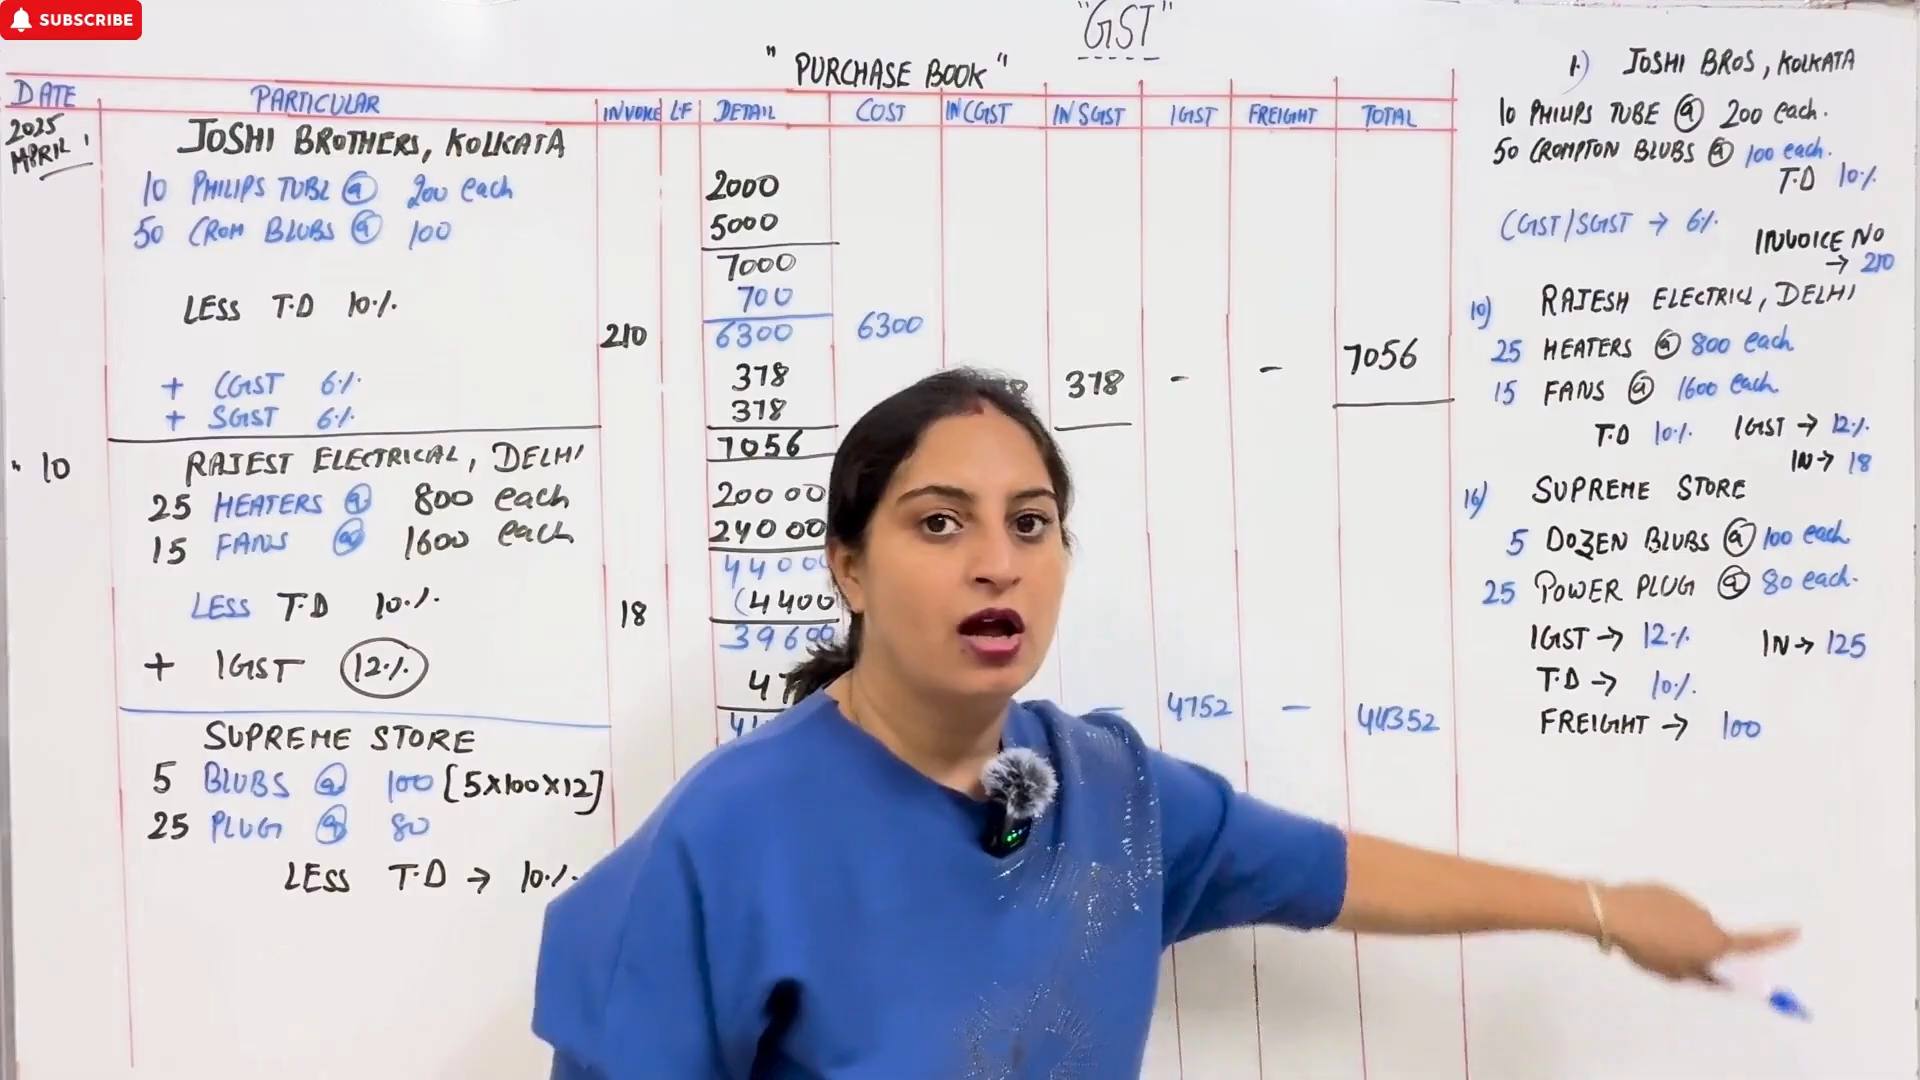 SUBSCRIBE
"GST"
"PURCHASE BOOK"
DATE PARTICULAR INVOICE LF DETAIL COST IN CGST IN SGST IGST FREIGHT TOTAL
2025
APRIL 1 JOSHI BROTHERS, KOLKATA
10 PHILIPS TUBE @ 200 each 2000
50 CROM BLUBS @ 100 5000
7000
LESS T.D 10% 700
210 6300 6300
7056
+ CGST 6% 378 378 - -
+ SGST 6% 378
7056
" 10 RAJEST ELECTRICAL, DELHI
25 HEATERS @ 800 each 20000
15 FANS @ 1600 each 24000
44000
LESS T.D 10% 18 (4400
39600
+ IGST 12%
- 4752 - 44352
SUPREME STORE
5 BLUBS @ 100 [5x100x12]
25 PLUG @ 80
LESS T.D → 10%
1) JOSHI BROS, KOLKATA
10 PHILIPS TUBE @ 200 each.
50 CROMPTON BLUBS @ 100 each.
T.D 10%
CGST/SGST → 6%
INVOICE NO
→ 210
10) RAJESH ELECTRICL, DELHI
25 HEATERS @ 800 each
15 FANS @ 1600 each
T.D 10% IGST → 12%
IN → 18
16) SUPREME STORE
5 DOZEN BLUBS @ 100 each
25 POWER PLUG @ 80 each.
IGST → 12% IN → 125
T.D → 10%.
FREIGHT → 100